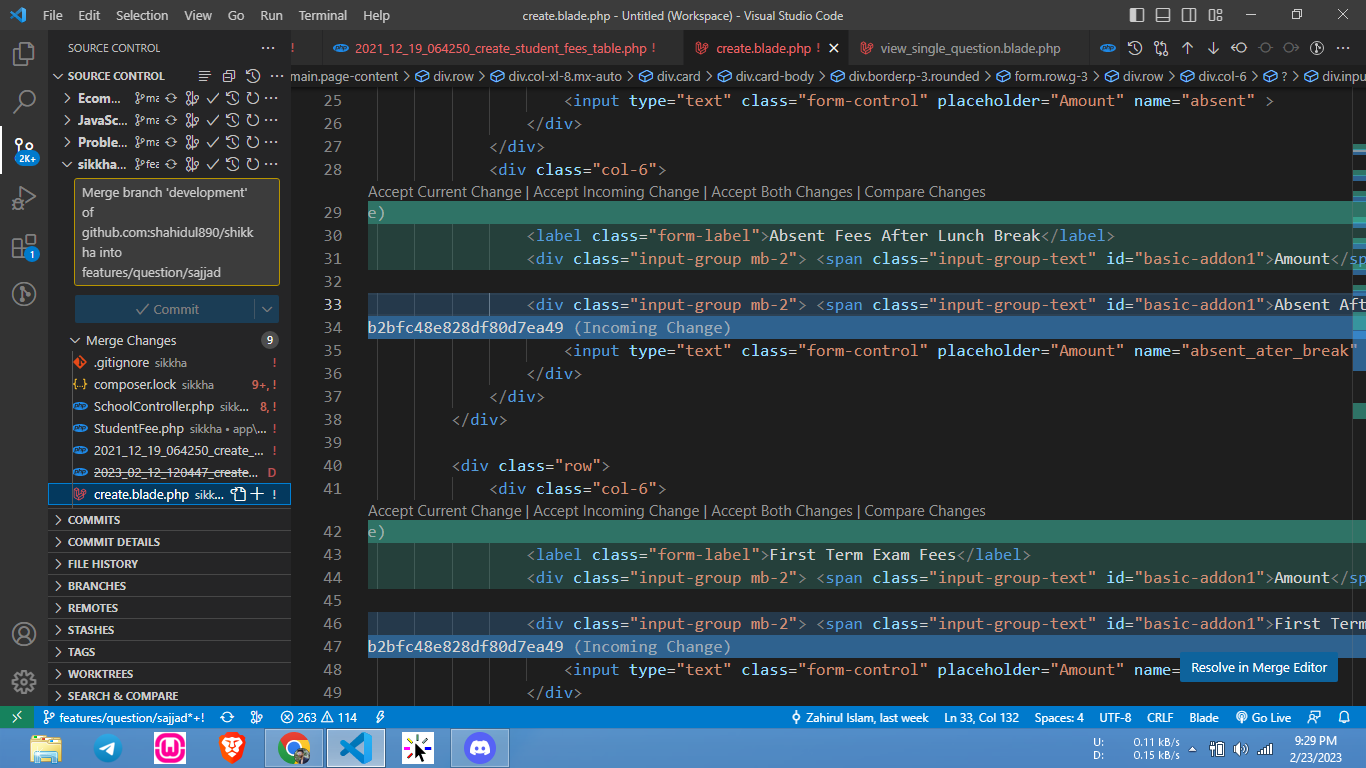 File Edit Selection View Go Run Terminal Help create.blade.php - Untitled (Workspace) - Visual Studio Code
SOURCE CONTROL ···
! 2021_12_19_064250_create_student_fees_table.php ! create.blade.php ! view_single_question.blade.php
SOURCE CONTROL
main.page-content > div.row > div.col-xl-8.mx-auto > div.card > div.card-body > div.border.p-3.rounded > form.row.g-3 > div.row > div.col-6 > ? > div.inpu
Ecom... ma
JavaSc... ma
Proble... ma
sikkha... fea
2K+
1
Merge branch 'development'
of
github.com:shahidul890/shikk
ha into
features/question/sajjad
Commit
Merge Changes 9
.gitignore sikkha !
composer.lock sikkha 9+, !
SchoolController.php sikk... 8, !
StudentFee.php sikkha • app\... !
2021_12_19_064250_create_... !
2023_02_12_120447_create... D
create.blade.php sikk... !
COMMITS
COMMIT DETAILS
FILE HISTORY
BRANCHES
REMOTES
STASHES
TAGS
WORKTREES
SEARCH & COMPARE
25 <input type="text" class="form-control" placeholder="Amount" name="absent" >
26 </div>
27 </div>
28 <div class="col-6">
Accept Current Change | Accept Incoming Change | Accept Both Changes | Compare Changes
29 e)
30 <label class="form-label">Absent Fees After Lunch Break</label>
31 <div class="input-group mb-2"> <span class="input-group-text" id="basic-addon1">Amount</sp
32
33 <div class="input-group mb-2"> <span class="input-group-text" id="basic-addon1">Absent Aft
34 b2bfc48e828df80d7ea49 (Incoming Change)
35 <input type="text" class="form-control" placeholder="Amount" name="absent_ater_break"
36 </div>
37 </div>
38 </div>
39
40 <div class="row">
41 <div class="col-6">
Accept Current Change | Accept Incoming Change | Accept Both Changes | Compare Changes
42 e)
43 <label class="form-label">First Term Exam Fees</label>
44 <div class="input-group mb-2"> <span class="input-group-text" id="basic-addon1">Amount</sp
45
46 <div class="input-group mb-2"> <span class="input-group-text" id="basic-addon1">First Term
47 b2bfc48e828df80d7ea49 (Incoming Change)
48 <input type="text" class="form-control" placeholder="Amount" name=
49 </div>
Resolve in Merge Editor
features/question/sajjad*+! 263 114 Zahirul Islam, last week Ln 33, Col 132 Spaces: 4 UTF-8 CRLF Blade Go Live
U: 0.11 kB/s
D: 0.15 kB/s
9:29 PM
2/23/2023